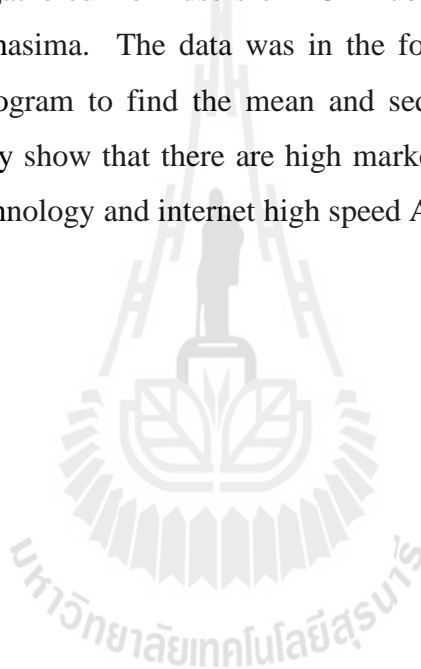 hasima. The data was in the fo
ogram to find the mean and sec
y show that there are high marke
hnology and internet high speed A
มหาวิทยาลัยเทคโนโลยีสุรนารี